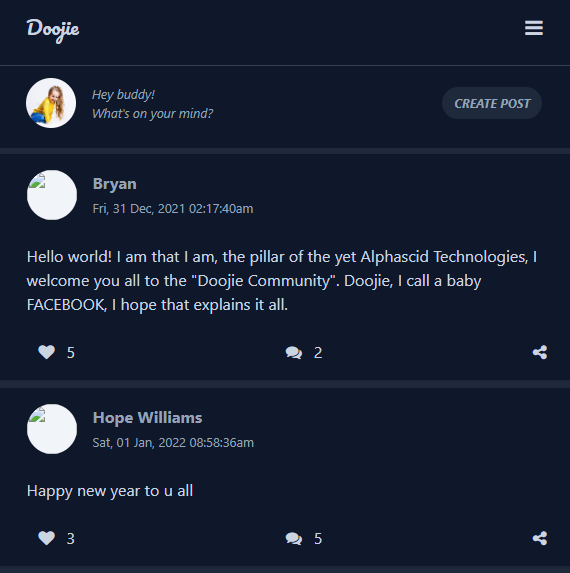 Doojie
Hey buddy!
What's on your mind?
CREATE POST
Bryan
Fri, 31 Dec, 2021 02:17:40am
Hello world! I am that I am, the pillar of the yet Alphascid Technologies, I
welcome you all to the "Doojie Community". Doojie, I call a baby
FACEBOOK, I hope that explains it all.
5
2
Hope Williams
Sat, 01 Jan, 2022 08:58:36am
Happy new year to u all
3
5